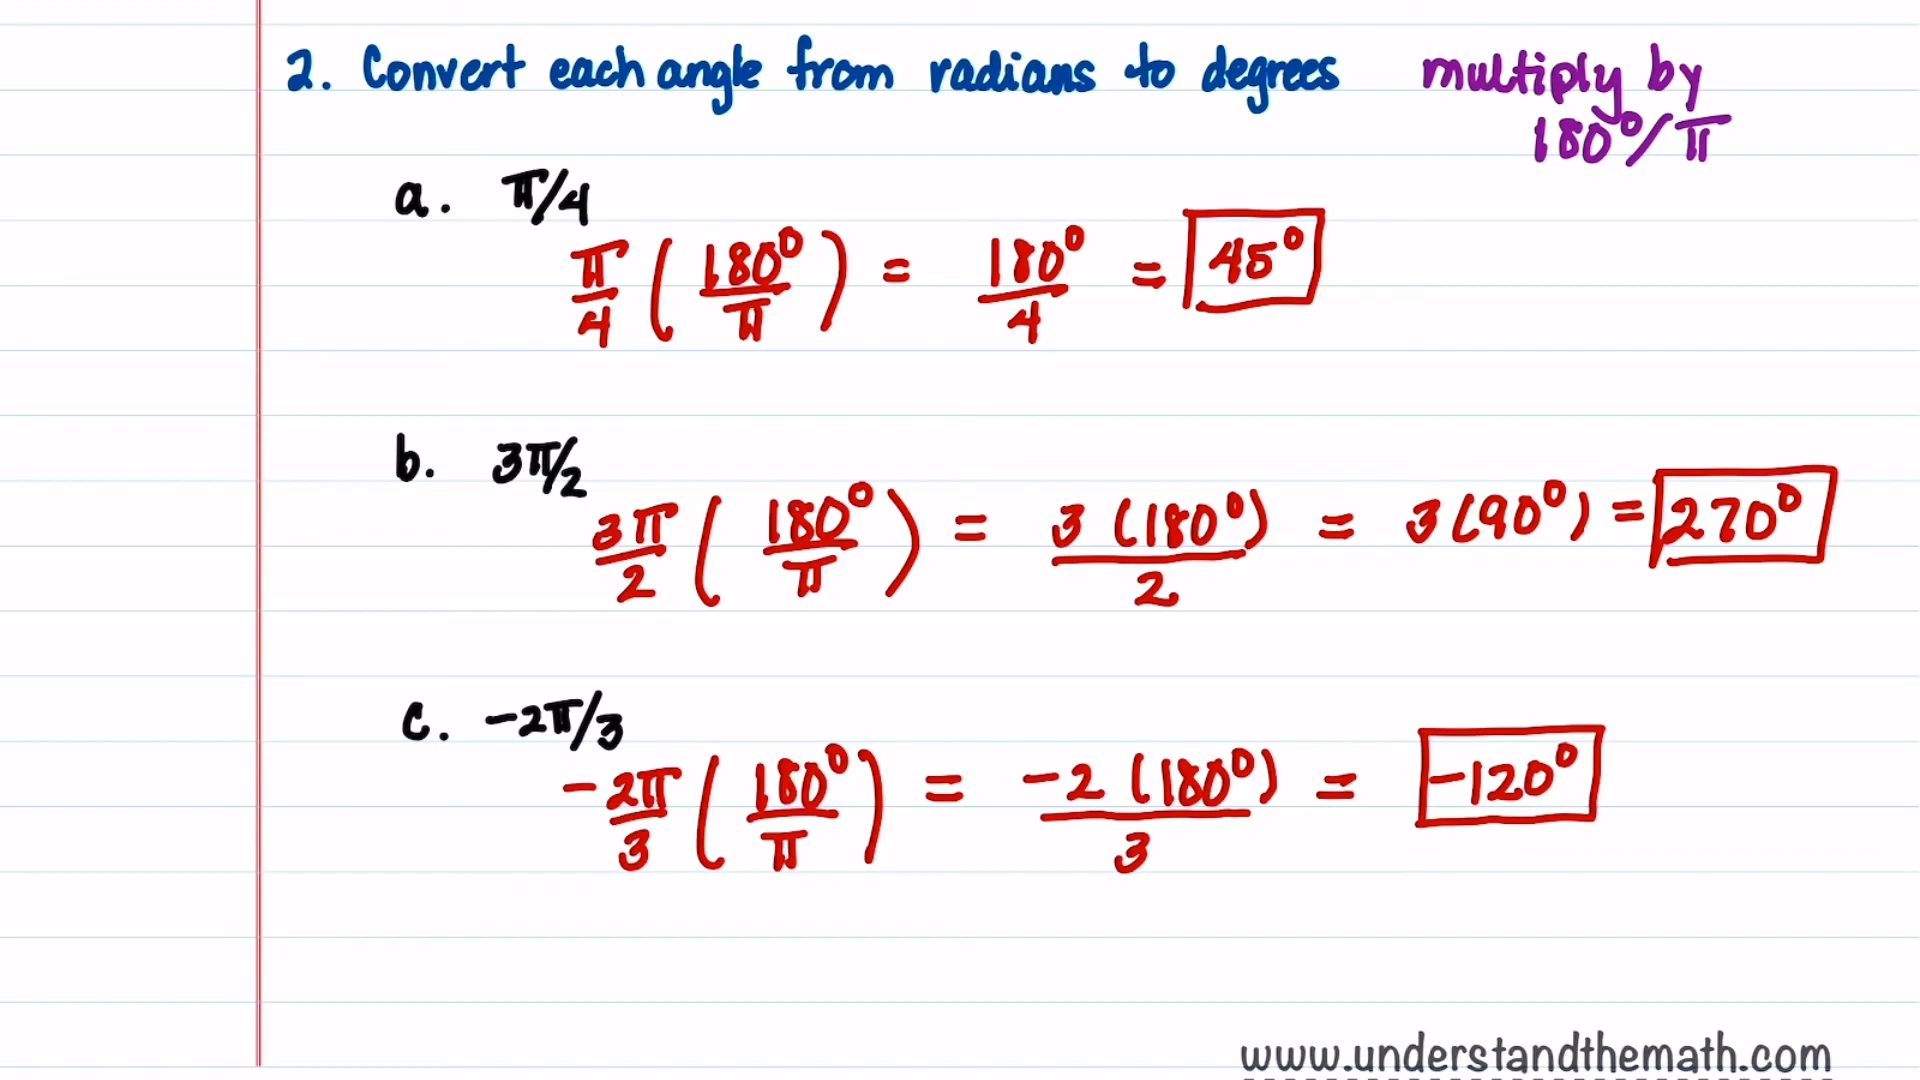 2. Convert each angle from radians to degrees multiply by
180°/π
a. π/4
π/4 (180°/π) = 180°/4 = 45°
b. 3π/2
3π/2 (180°/π) = 3(180°)/2 = 3(90°) = 270°
c. -2π/3
-2π/3 (180°/π) = -2(180°)/3 = -120°
www.understandthemath.com